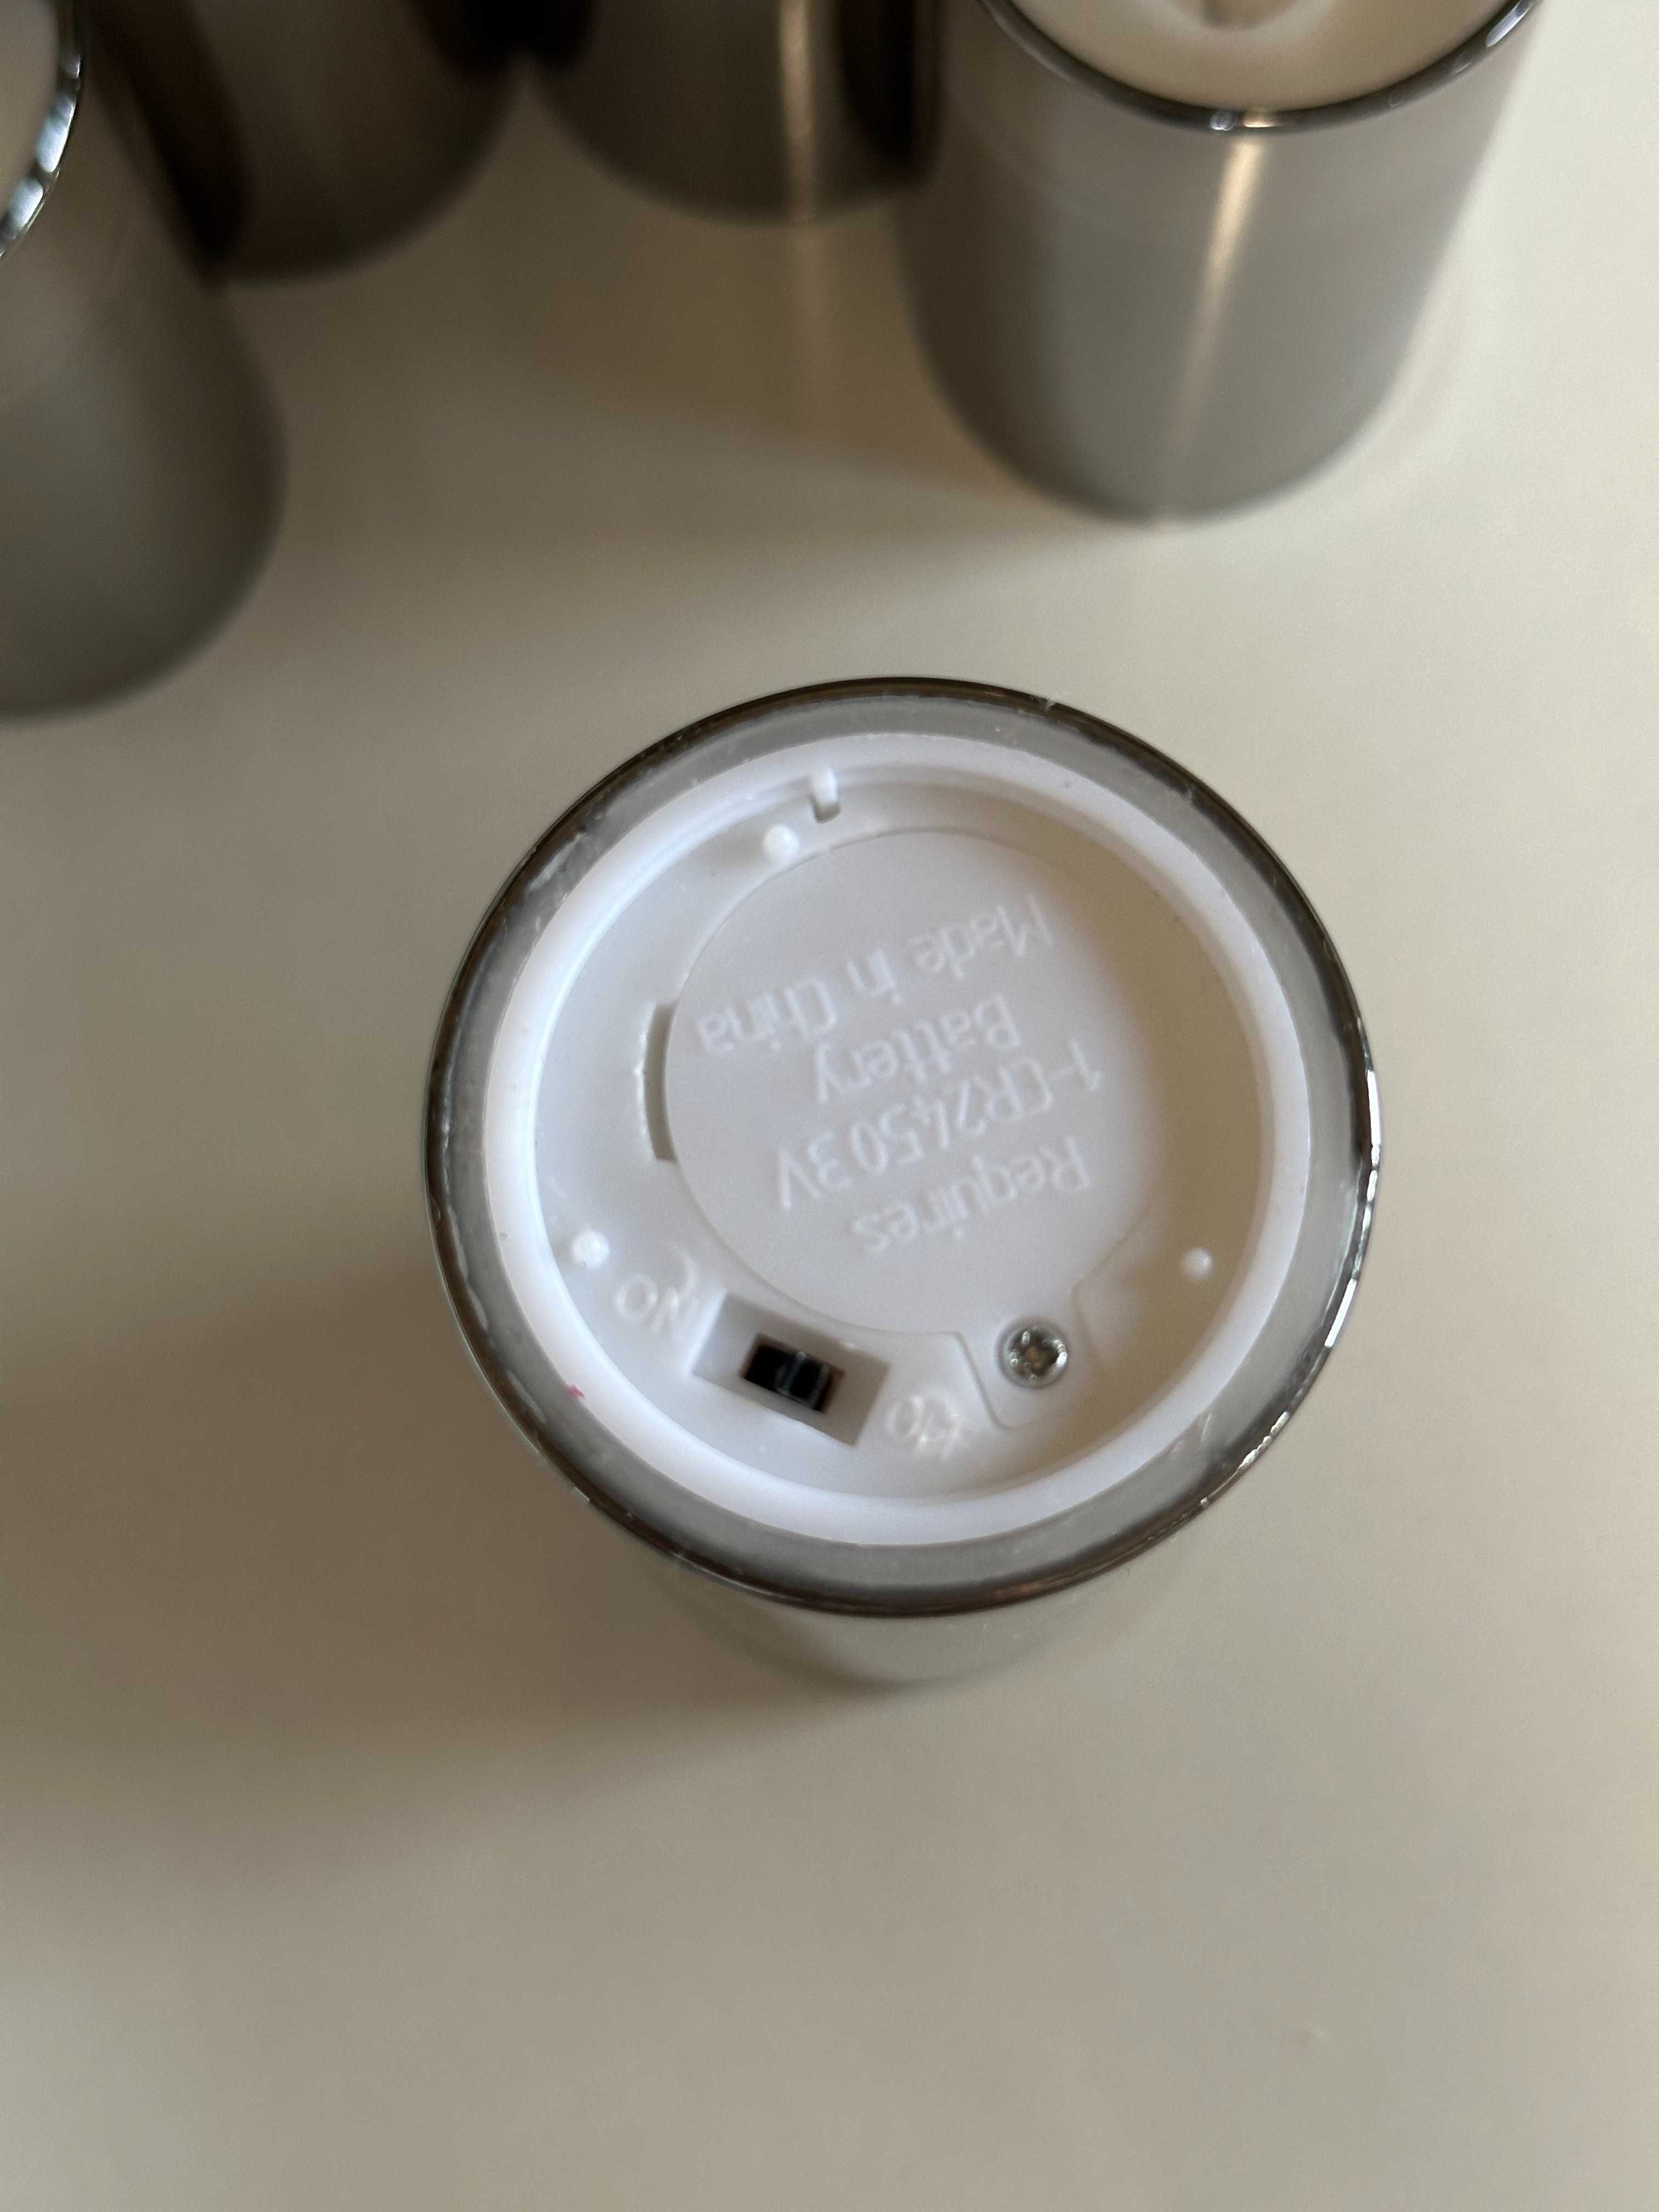 Requires
1-CR2450 3V
Battery
Made in China
ON
Off